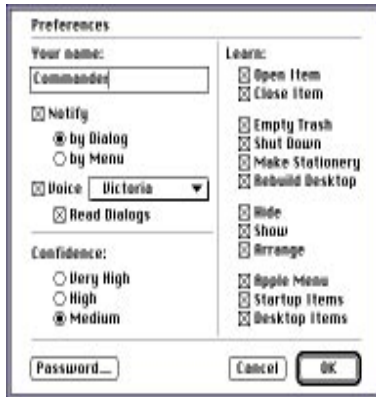 Preferences
Your name:
Commander
Notify
by Dialog
by Menu
Voice
Victoria
Read Dialogs
Confidence:
Very High
High
Medium
Learn:
Open Item
Close Item
Empty Trash
Shut Down
Make Stationery
Rebuild Desktop
Hide
Show
Arrange
Apple Menu
Startup Items
Desktop Items
Password...
Cancel
OK